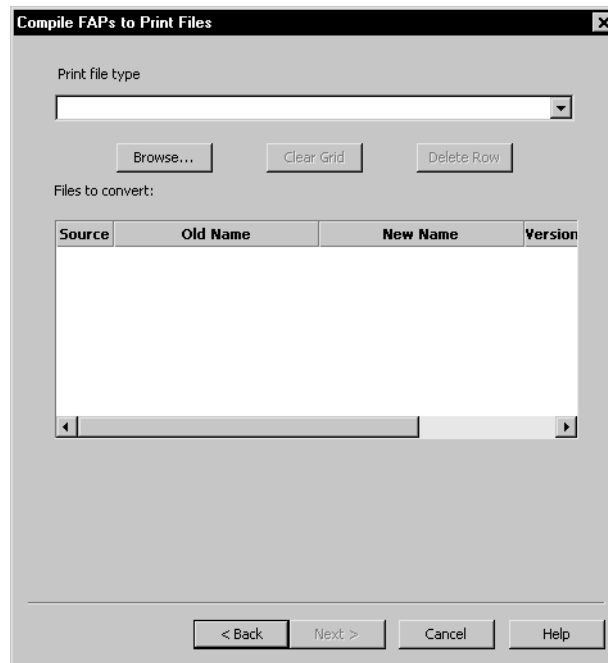 Compile FAPs to Print Files
Print file type
Browse... Clear Grid Delete Row
Files to convert:
Source Old Name New Name Version
< Back Next > Cancel Help